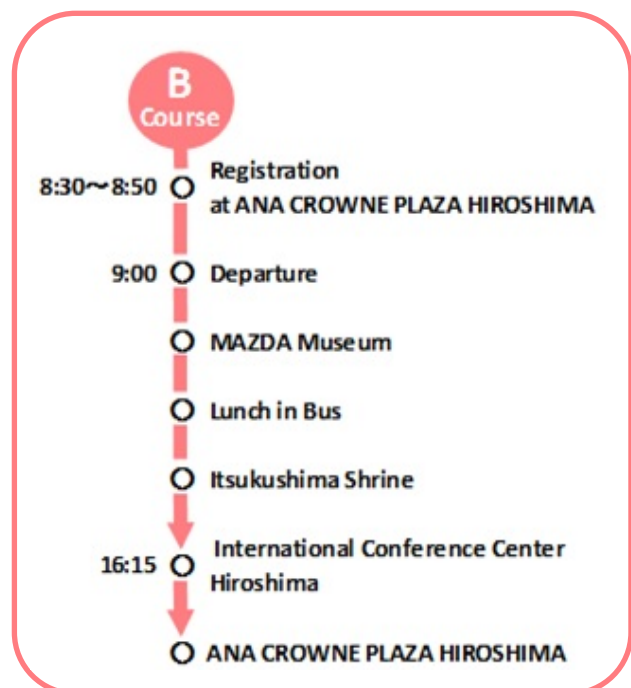 B
Course
8:30～8:50 Registration
at ANA CROWNE PLAZA HIROSHIMA
9:00 Departure
MAZDA Museum
Lunch in Bus
Itsukushima Shrine
16:15 International Conference Center
Hiroshima
ANA CROWNE PLAZA HIROSHIMA